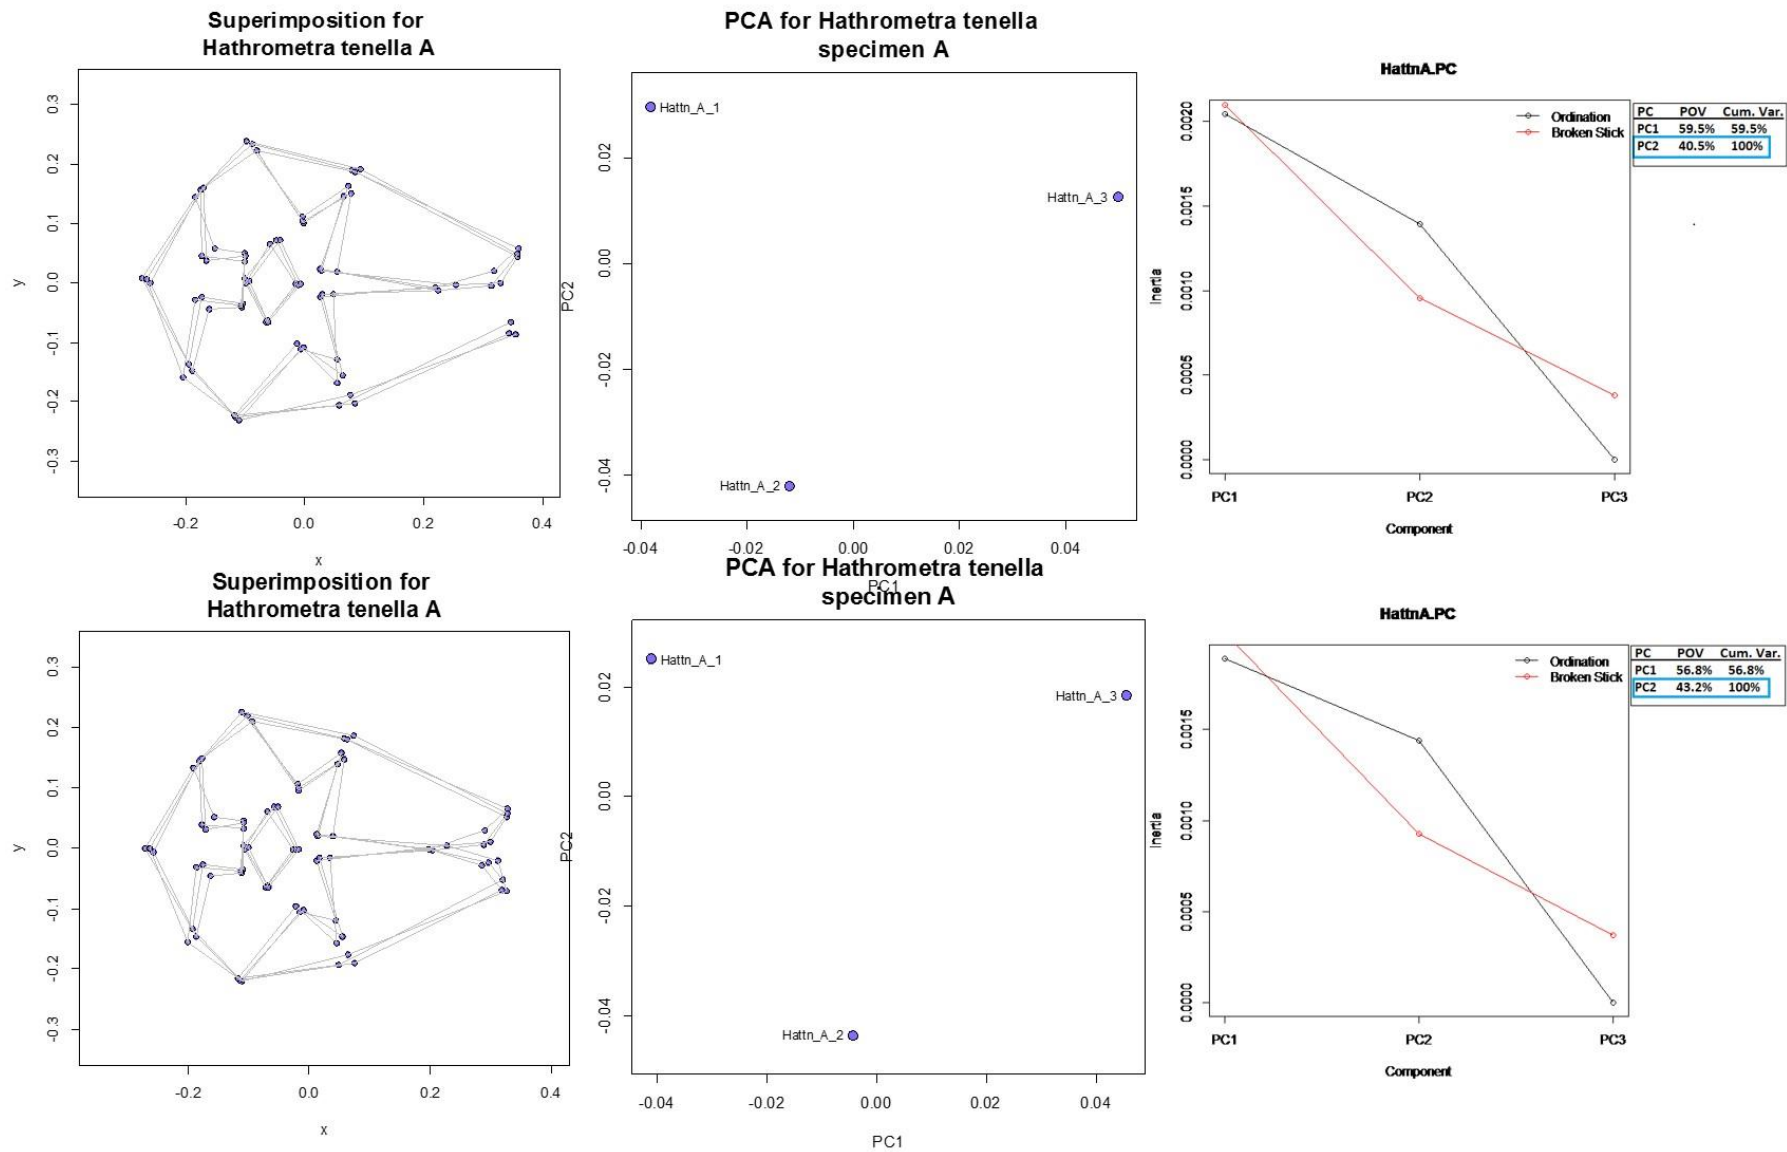 Superimposition for
Hathrometra tenella A
0.3
0.2
0.1
0.0
-0.1
-0.2
-0.3
y
-0.2
0.0
0.2
0.4
x
PCA for Hathrometra tenella
specimen A
Hattn_A_1
Hattn_A_3
Hattn_A_2
0.02
0.00
-0.02
-0.04
PC2
-0.04
-0.02
0.00
0.02
0.04
PC1
HattnA.PC
Ordination
Broken Stick
0.0020
0.0015
0.0010
0.0005
0.0000
Inertia
PC1
PC2
PC3
Component
PC POV Cum. Var.
PC1 59.5% 59.5%
PC2 40.5% 100%
Superimposition for
Hathrometra tenella A
0.3
0.2
0.1
0.0
-0.1
-0.2
-0.3
y
-0.2
0.0
0.2
0.4
x
PCA for Hathrometra tenella
specimen A
Hattn_A_1
Hattn_A_3
Hattn_A_2
0.02
0.00
-0.02
-0.04
PC2
-0.04
-0.02
0.00
0.02
0.04
PC1
HattnA.PC
Ordination
Broken Stick
0.0015
0.0010
0.0005
0.0000
Inertia
PC1
PC2
PC3
Component
PC POV Cum. Var.
PC1 56.8% 56.8%
PC2 43.2% 100%